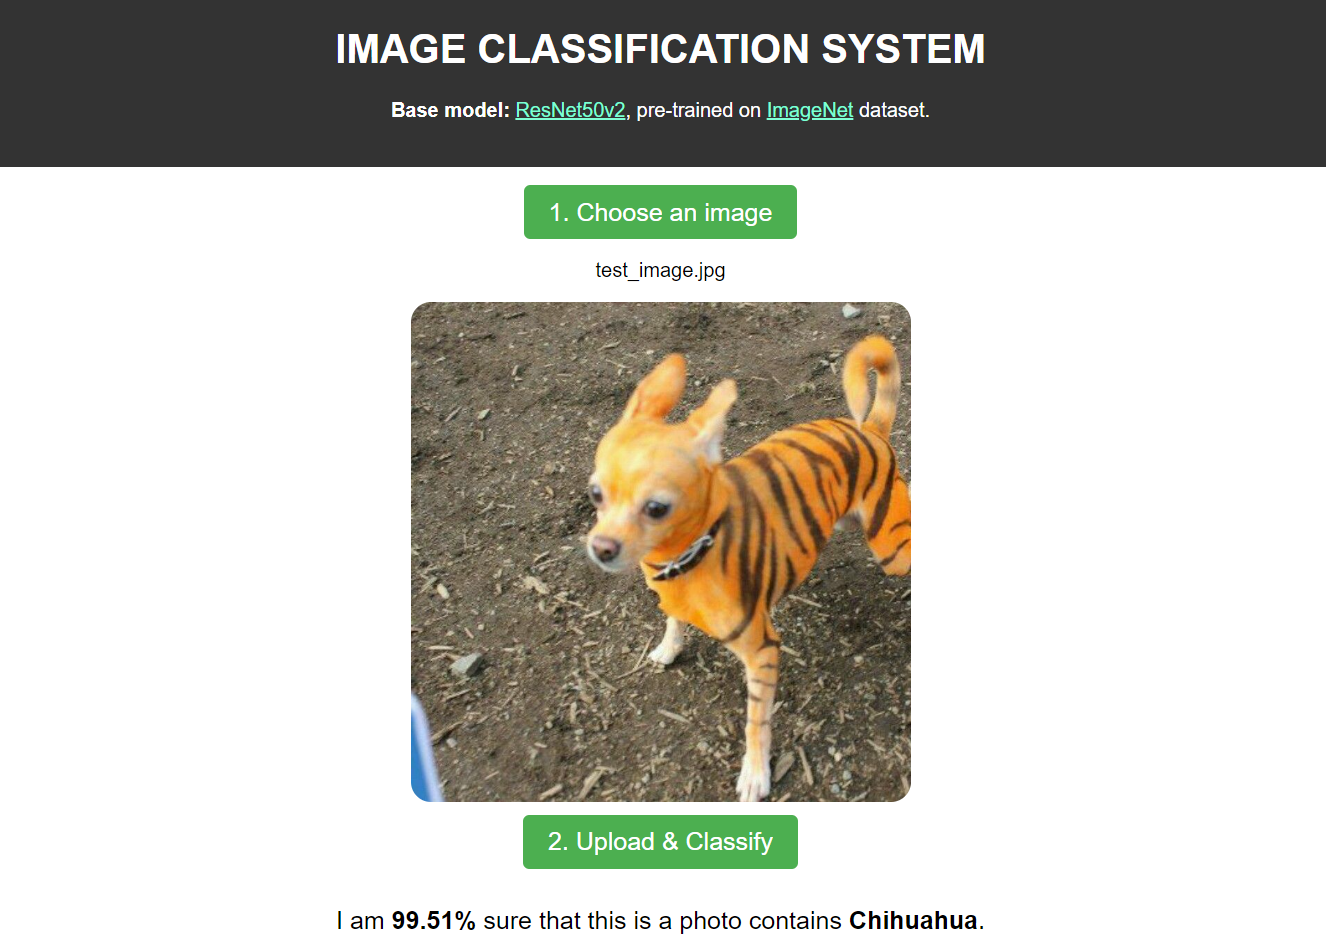 IMAGE CLASSIFICATION SYSTEM
Base model: ResNet50v2, pre-trained on ImageNet dataset.
1. Choose an image
test_image.jpg
2. Upload & Classify
I am 99.51% sure that this is a photo contains Chihuahua.